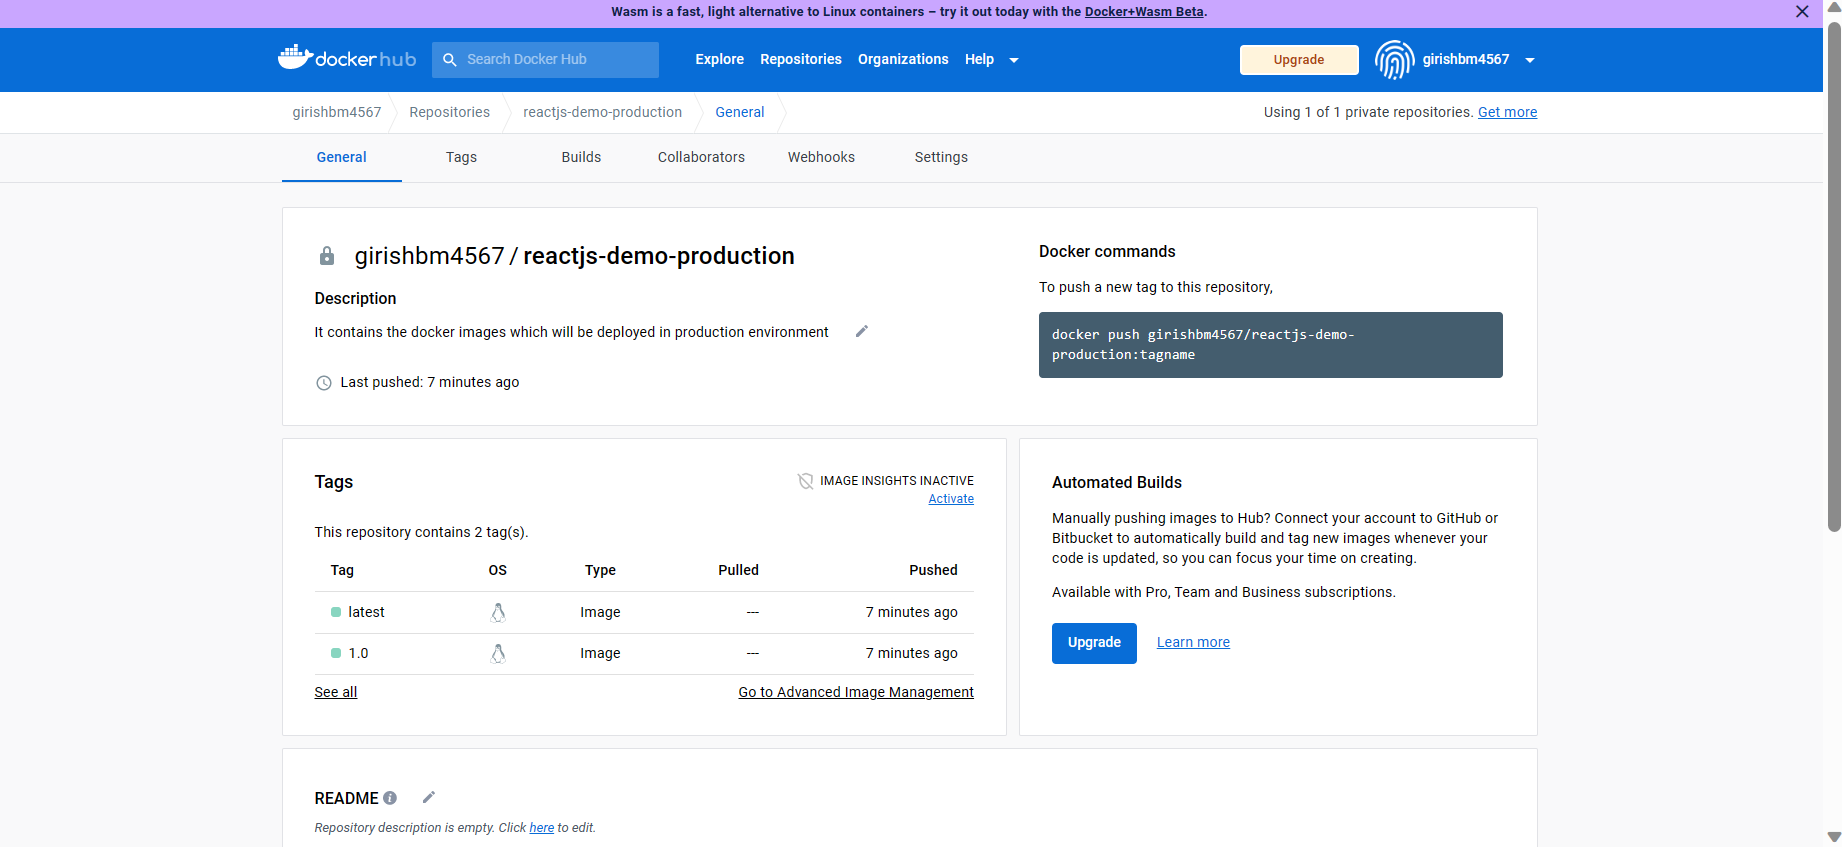 Wasm is a fast, light alternative to Linux containers – try it out today with the Docker+Wasm Beta.
dockerhub Search Docker Hub Explore Repositories Organizations Help Upgrade girishbm4567
girishbm4567 Repositories reactjs-demo-production General Using 1 of 1 private repositories. Get more
General Tags Builds Collaborators Webhooks Settings
girishbm4567 / reactjs-demo-production
Description
It contains the docker images which will be deployed in production environment
Last pushed: 7 minutes ago
Docker commands
To push a new tag to this repository,
docker push girishbm4567/reactjs-demo-
production:tagname
Tags
IMAGE INSIGHTS INACTIVE
Activate
This repository contains 2 tag(s).
Tag OS Type Pulled Pushed
latest Image --- 7 minutes ago
1.0 Image --- 7 minutes ago
See all Go to Advanced Image Management
Automated Builds
Manually pushing images to Hub? Connect your account to GitHub or
Bitbucket to automatically build and tag new images whenever your
code is updated, so you can focus your time on creating.
Available with Pro, Team and Business subscriptions.
Upgrade Learn more
README
Repository description is empty. Click here to edit.